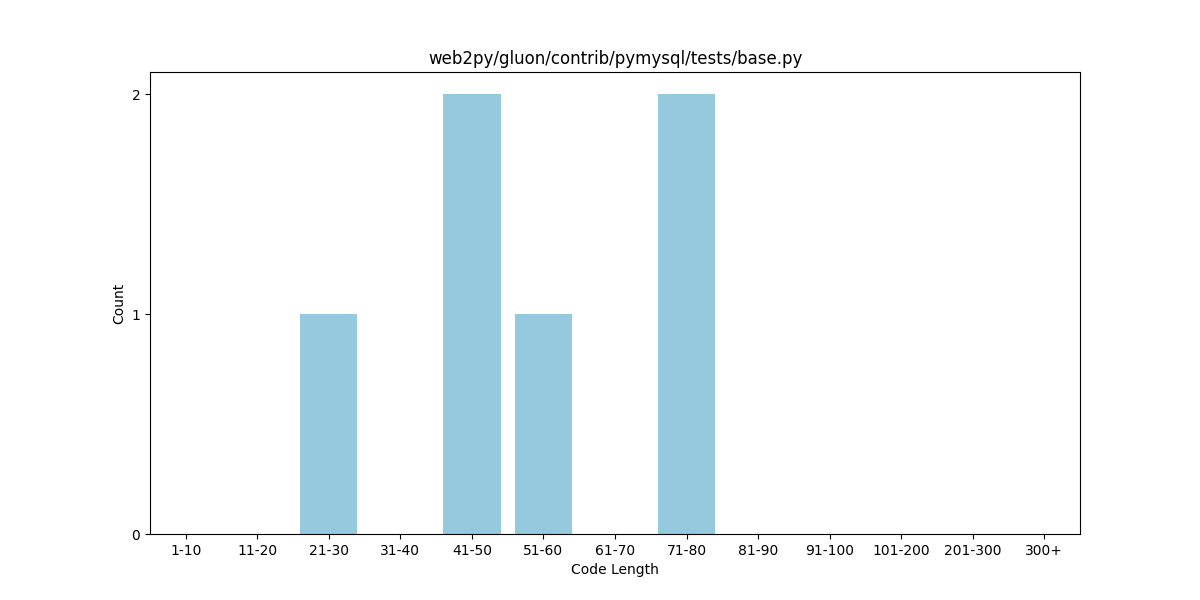 web2py/gluon/contrib/pymysql/tests/base.py
2
1
0
Count
1-10 11-20 21-30 31-40 41-50 51-60 61-70 71-80 81-90 91-100 101-200 201-300 300+
Code Length